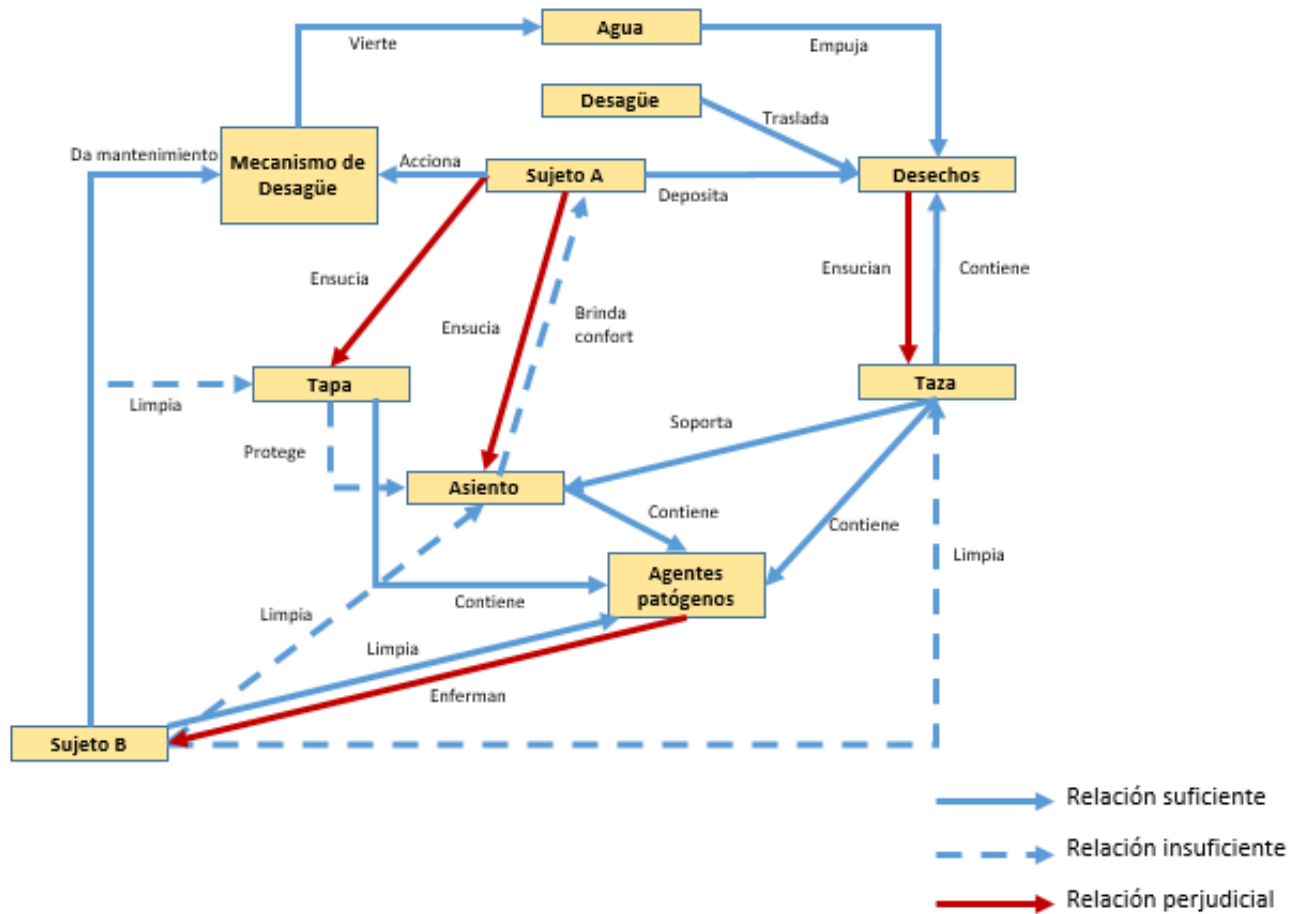 Agua
Vierte
Empuja
Desagüe
Traslada
Da mantenimiento
Mecanismo de
Desagüe
Acciona
Sujeto A
Desechos
Deposita
Ensucia
Ensucian
Contiene
Brinda
confort
Ensucia
Tapa
Taza
Limpia
Soporta
Protege
Asiento
Contiene
Contiene
Limpia
Agentes
patógenos
Contiene
Limpia
Limpia
Enferman
Sujeto B
Relación suficiente
Relación insuficiente
Relación perjudicial